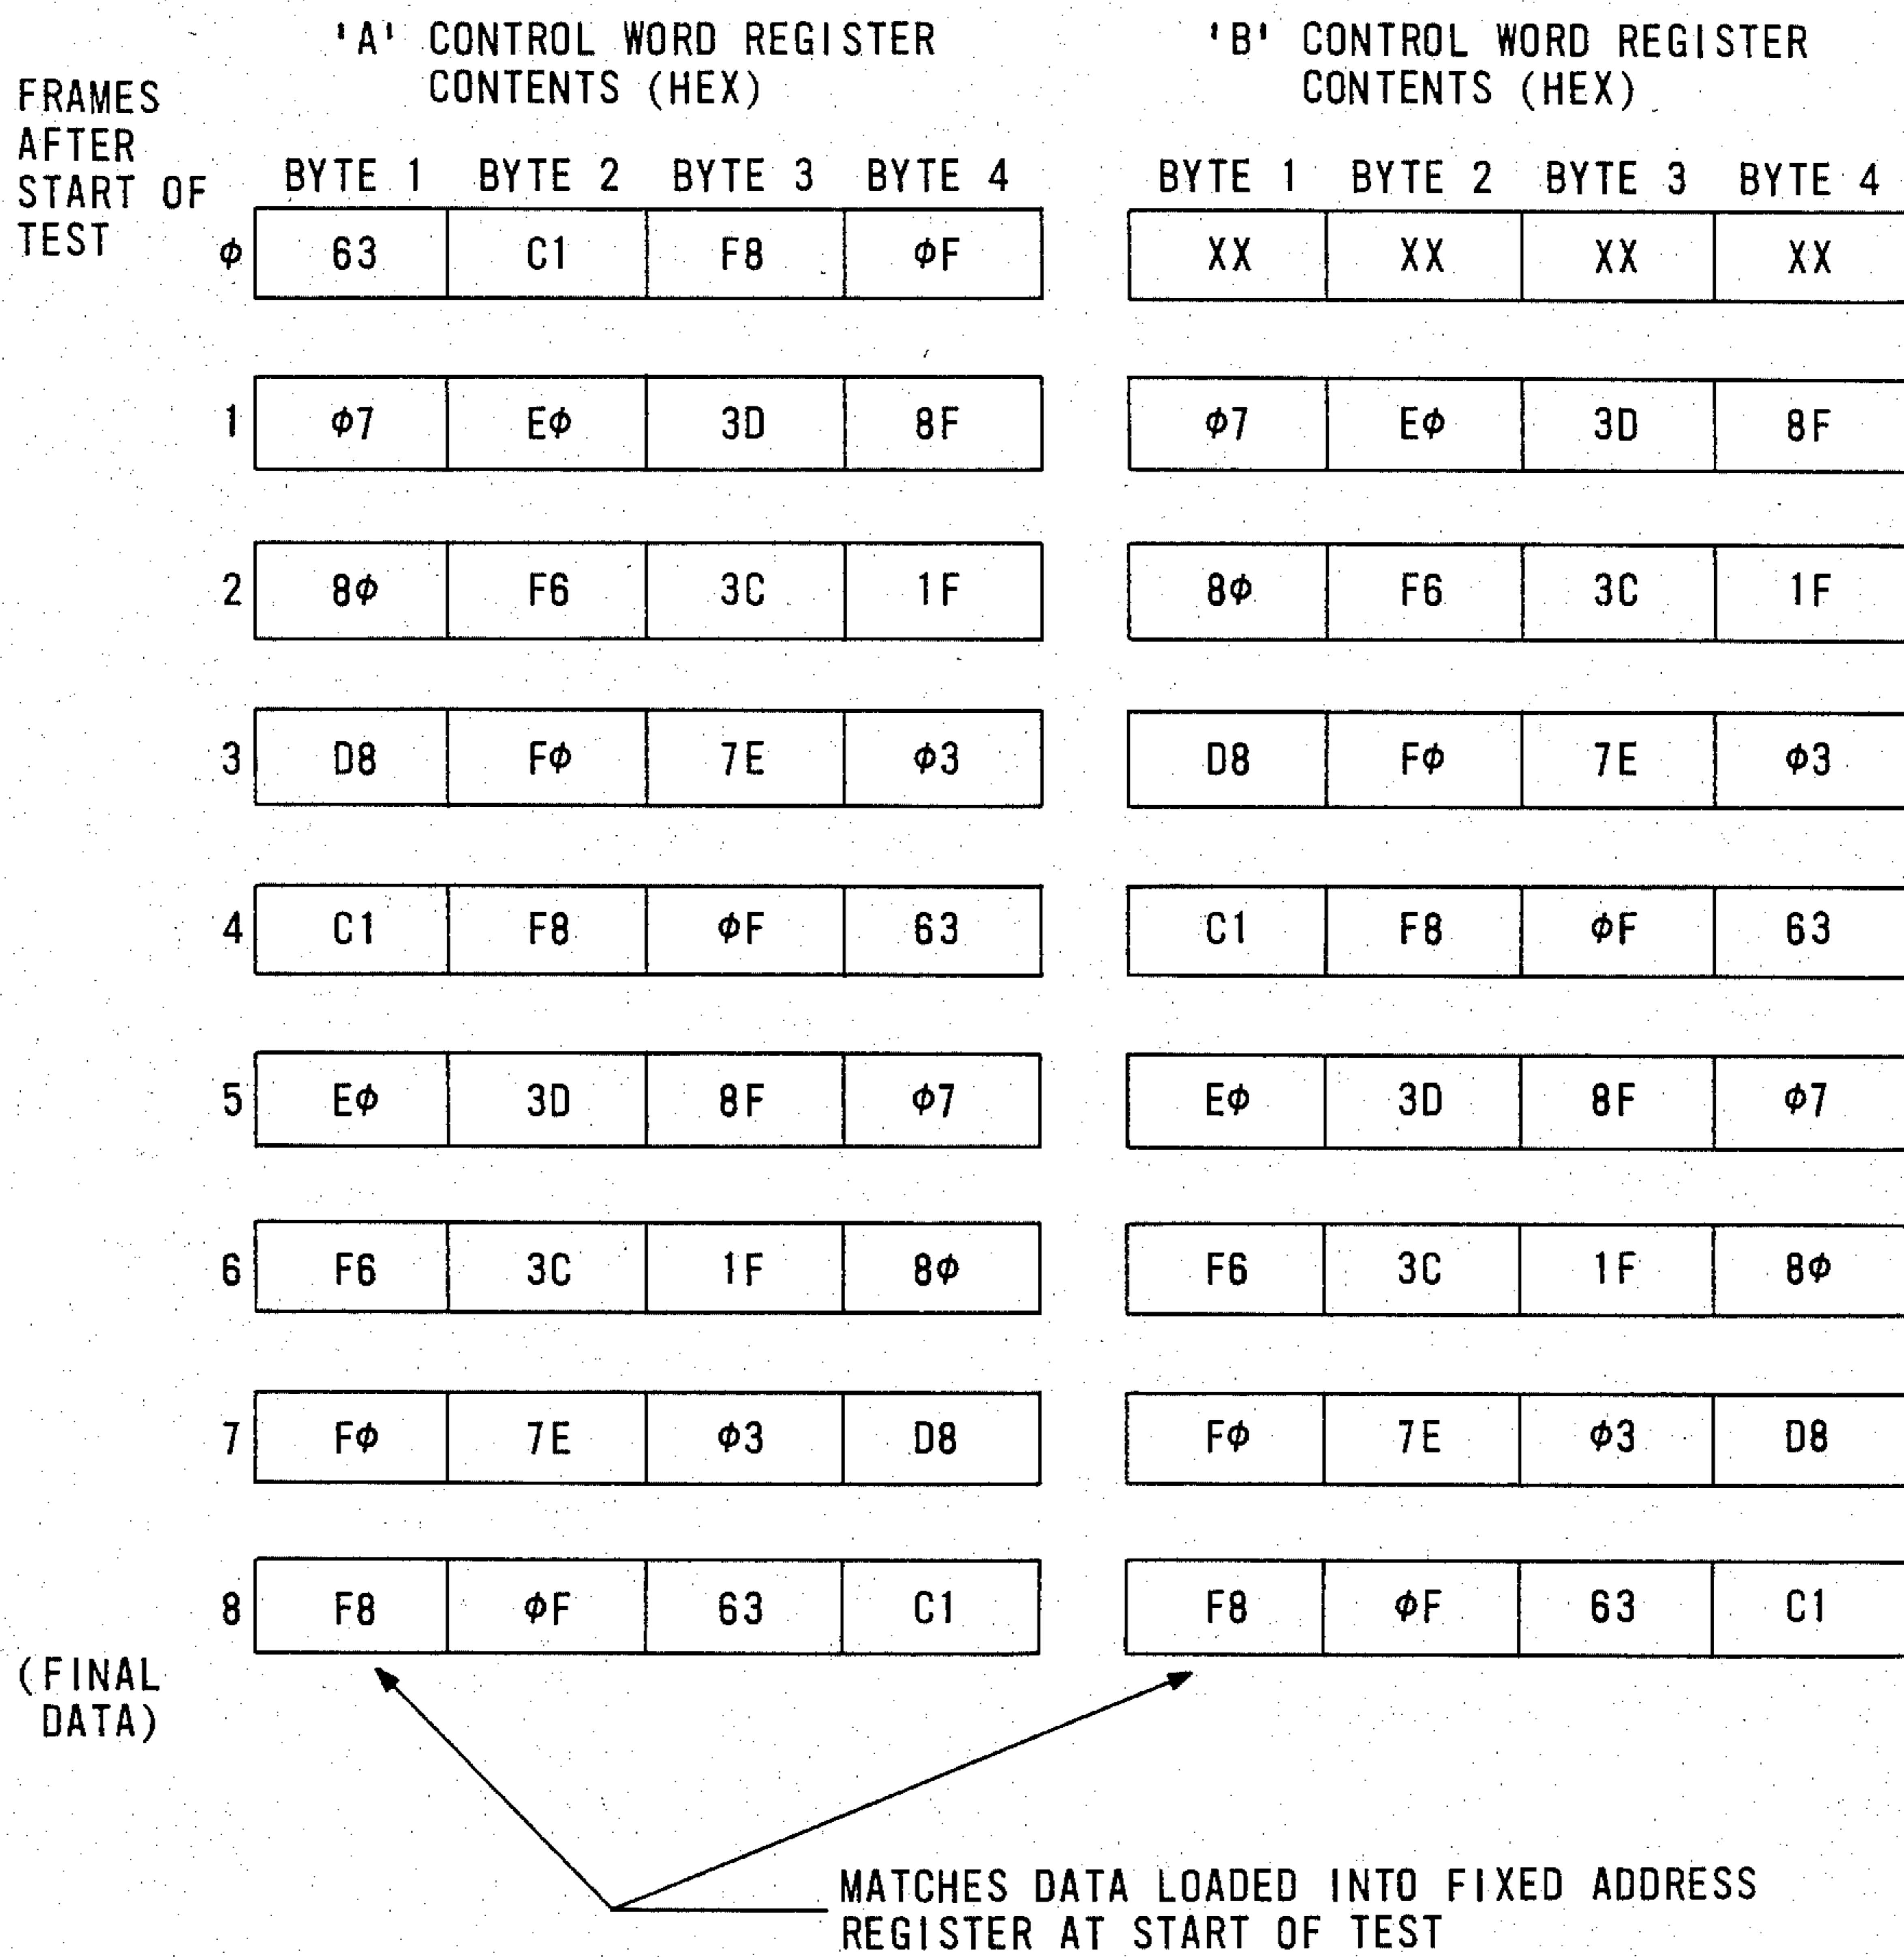 'A' CONTROL WORD REGISTER
CONTENTS (HEX)
'B' CONTROL WORD REGISTER
CONTENTS (HEX)
FRAMES
AFTER
START OF
TEST
BYTE 1 BYTE 2 BYTE 3 BYTE 4 BYTE 1 BYTE 2 BYTE 3 BYTE 4
ϕ 63 C1 F8 ϕF XX XX XX XX
1 ϕ7 Eϕ 3D 8F ϕ7 Eϕ 3D 8F
2 8ϕ F6 3C 1F 8ϕ F6 3C 1F
3 D8 Fϕ 7E ϕ3 D8 Fϕ 7E ϕ3
4 C1 F8 ϕF 63 C1 F8 ϕF 63
5 Eϕ 3D 8F ϕ7 Eϕ 3D 8F ϕ7
6 F6 3C 1F 8ϕ F6 3C 1F 8ϕ
7 Fϕ 7E ϕ3 D8 Fϕ 7E ϕ3 D8
8 F8 ϕF 63 C1 F8 ϕF 63 C1
(FINAL
DATA)
MATCHES DATA LOADED INTO FIXED ADDRESS
REGISTER AT START OF TEST